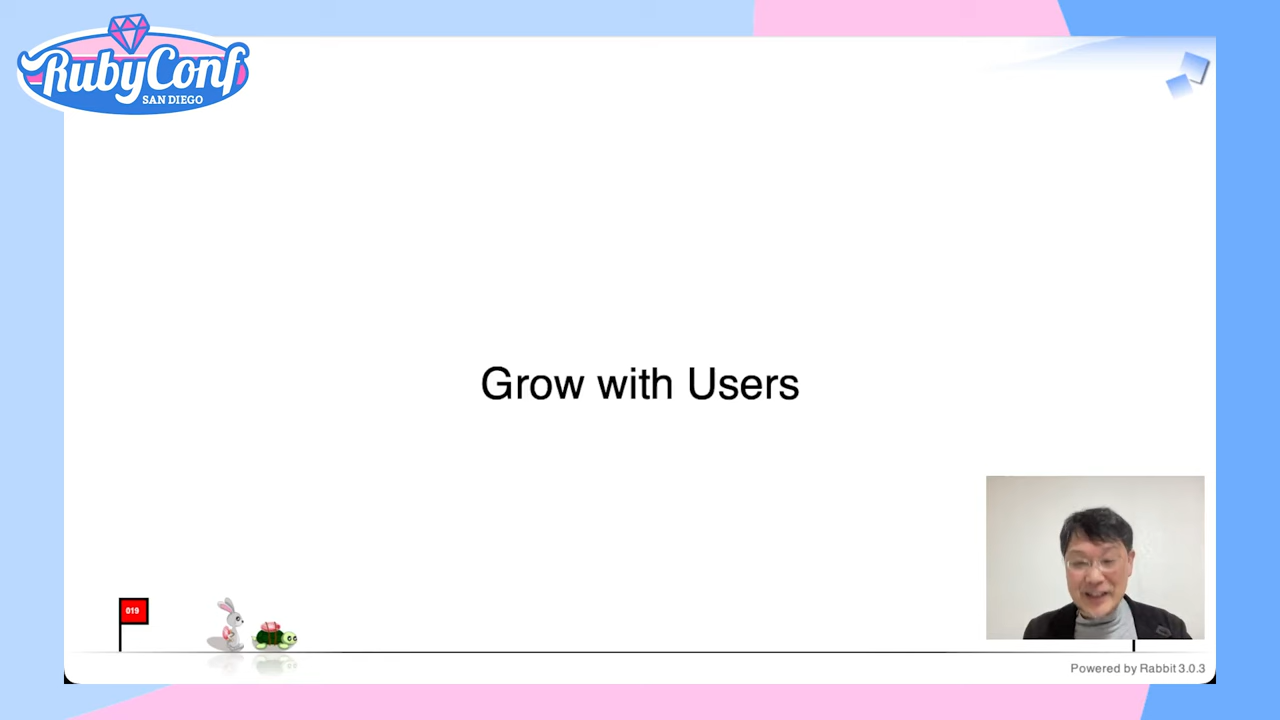 RubyConf
SAN DIEGO
Grow with Users
019
Powered by Rabbit 3.0.3